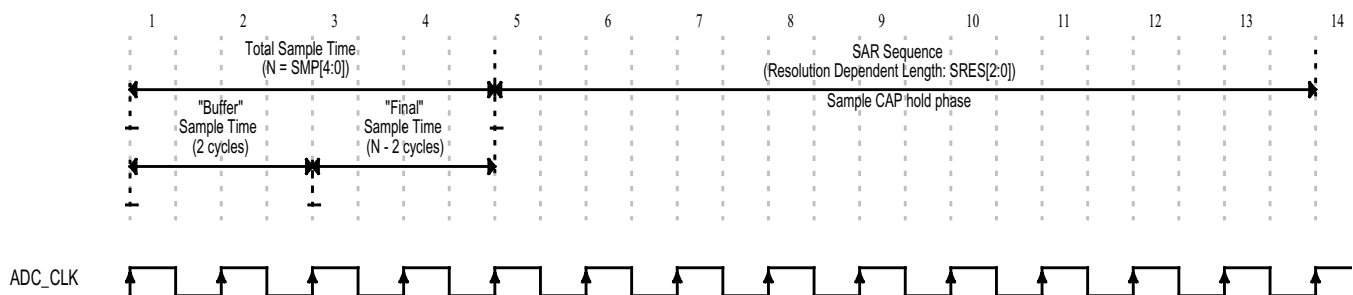 1 2 3 4 5 6 7 8 9 10 11 12 13 14
Total Sample Time
(N = SMP[4:0])
SAR Sequence
(Resolution Dependent Length: SRES[2:0])
Sample CAP hold phase
"Buffer"
Sample Time
(2 cycles)
"Final"
Sample Time
(N - 2 cycles)
ADC_CLK